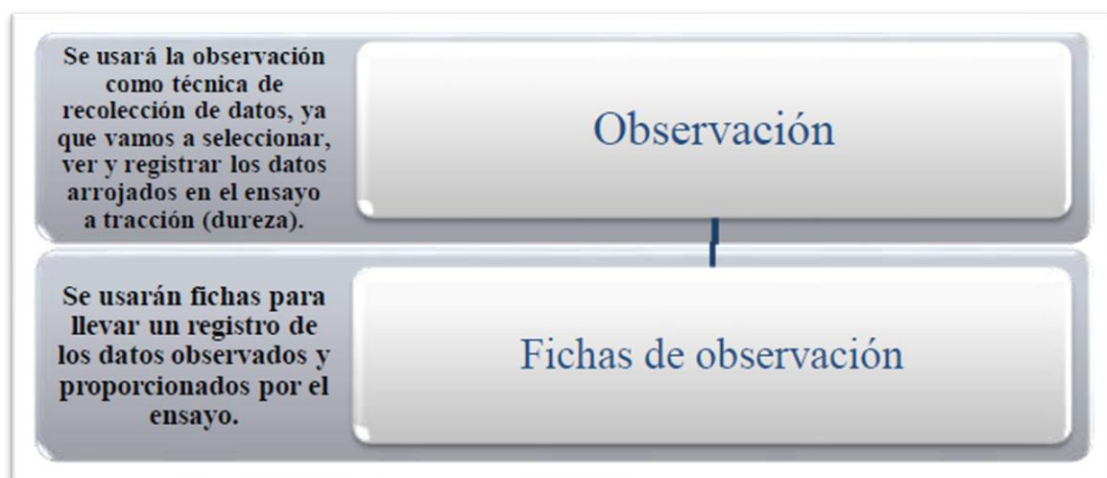 Se usará la observación
como técnica de
recolección de datos, ya
que vamos a seleccionar,
ver y registrar los datos
arrojados en el ensayo
a tracción (dureza).
Observación
Se usarán fichas para
llevar un registro de
los datos observados y
proporcionados por el
ensayo.
Fichas de observación